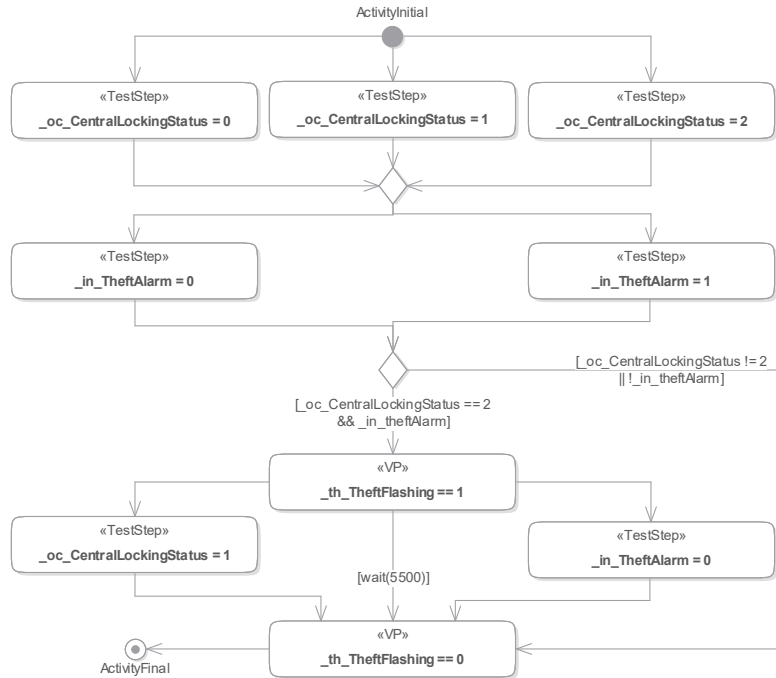 ActivityInitial
«TestStep»
_oc_CentralLockingStatus = 0
«TestStep»
_oc_CentralLockingStatus = 1
«TestStep»
_oc_CentralLockingStatus = 2
«TestStep»
_in_TheftAlarm = 0
«TestStep»
_in_TheftAlarm = 1
[_oc_CentralLockingStatus != 2
|| !_in_theftAlarm]
[_oc_CentralLockingStatus == 2
&& _in_theftAlarm]
«VP»
_th_TheftFlashing == 1
«TestStep»
_oc_CentralLockingStatus = 1
«TestStep»
_in_TheftAlarm = 0
[wait(5500)]
«VP»
_th_TheftFlashing == 0
ActivityFinal